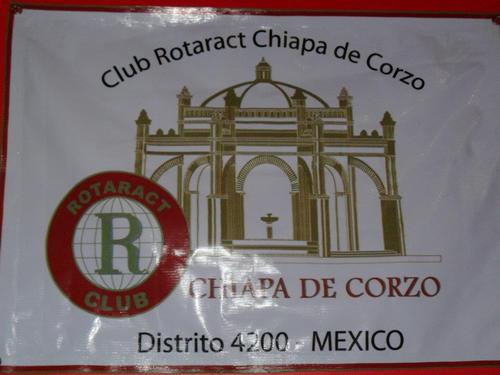 Club Rotaract Chiapa de Corzo
ROTARACT
R
CLUB
CHIAPA DE CORZO
Distrito 4200 - MEXICO